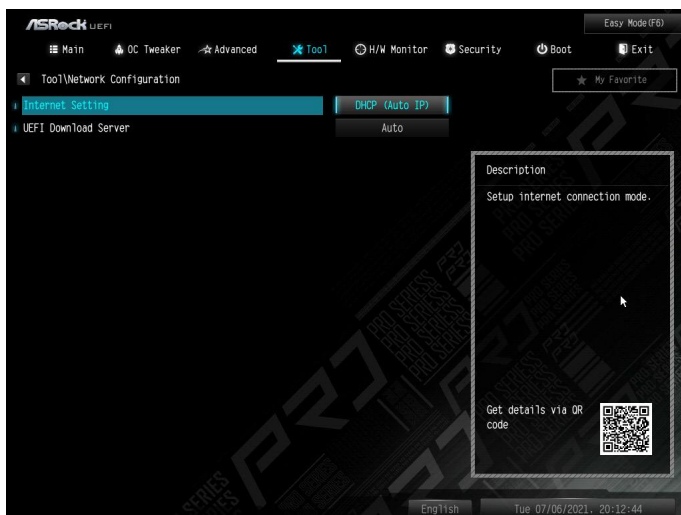 ASRock UEFI
Easy Mode(F6)
Main OC Tweaker Advanced Tool H/W Monitor Security Boot Exit
Tool\Network Configuration
My Favorite
Internet Setting DHCP (Auto IP)
UEFI Download Server Auto
Description
Setup internet connection mode.
Get details via QR
code
PRO SERIES
English
Tue 07/06/2021. 20:12:44